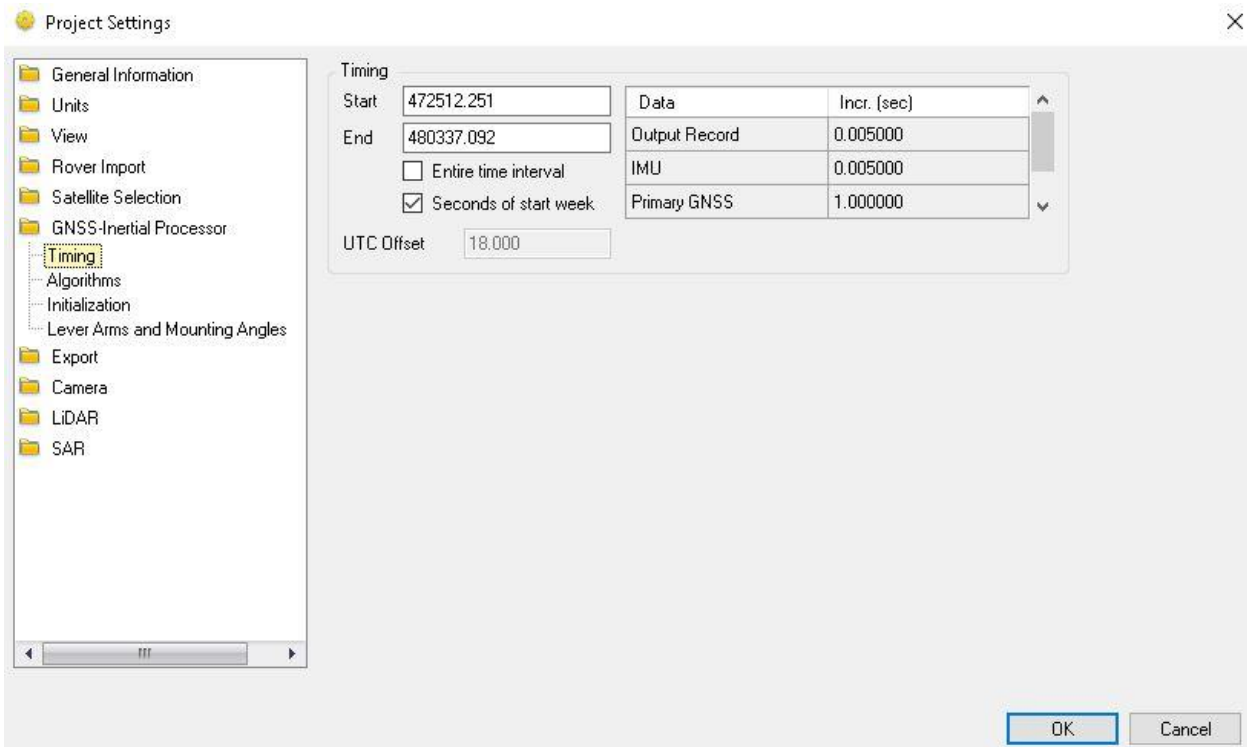 Project Settings
General Information
Units
View
Rover Import
Satellite Selection
GNSS-Inertial Processor
Timing
Algorithms
Initialization
Lever Arms and Mounting Angles
Export
Camera
LiDAR
SAR
Timing
Start 472512.251
End 480337.092
Entire time interval
Seconds of start week
UTC Offset 18.000
Data Incr. (sec)
Output Record 0.005000
IMU 0.005000
Primary GNSS 1.000000
OK Cancel